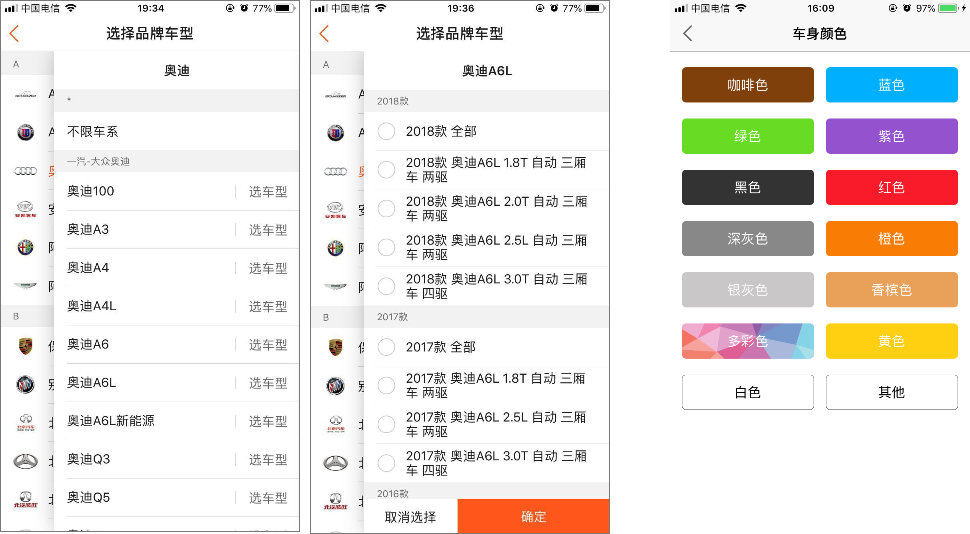 中国电信
19:34
77%
选择品牌车型
A
奥迪
*
不限车系
一汽-大众奥迪
奥迪100
选车型
奥迪A3
选车型
奥迪A4
选车型
奥迪A4L
选车型
奥迪A6
选车型
B
奥迪A6L
选车型
奥迪A6L新能源
选车型
奥迪Q3
选车型
奥迪Q5
选车型
中国电信
19:36
77%
选择品牌车型
A
奥迪A6L
2018款
2018款 全部
2018款 奥迪A6L 1.8T 自动 三厢
车 两驱
2018款 奥迪A6L 2.0T 自动 三厢
车 两驱
2018款 奥迪A6L 2.5L 自动 三厢
车 两驱
2018款 奥迪A6L 3.0T 自动 三厢
车 四驱
B
2017款
2017款 全部
2017款 奥迪A6L 1.8T 自动 三厢
车 两驱
2017款 奥迪A6L 2.5L 自动 三厢
车 两驱
2017款 奥迪A6L 3.0T 自动 三厢
车 四驱
2016款
取消选择
确定
中国电信
16:09
97%
车身颜色
咖啡色
蓝色
绿色
紫色
黑色
红色
深灰色
橙色
银灰色
香槟色
多彩色
黄色
白色
其他